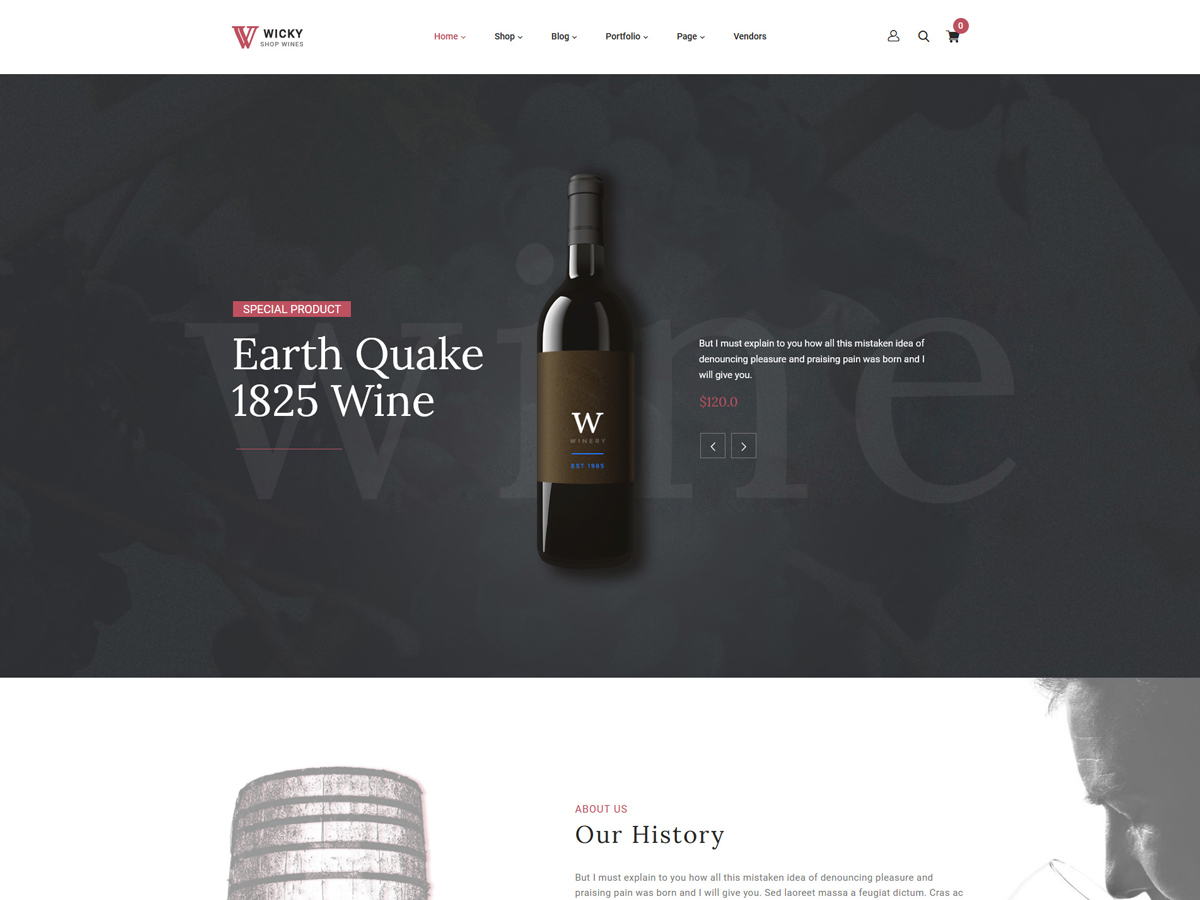 WICKY
SHOP WINES
Home
Shop
Blog
Portfolio
Page
Vendors
0
wine
SPECIAL PRODUCT
Earth Quake
1825 Wine
W
WINERY
EST 1985
But I must explain to you how all this mistaken idea of
denouncing pleasure and praising pain was born and I
will give you.
$120.0
ABOUT US
Our History
But I must explain to you how all this mistaken idea of denouncing pleasure and
praising pain was born and I will give you. Sed laoreet massa a feugiat dictum. Cras ac